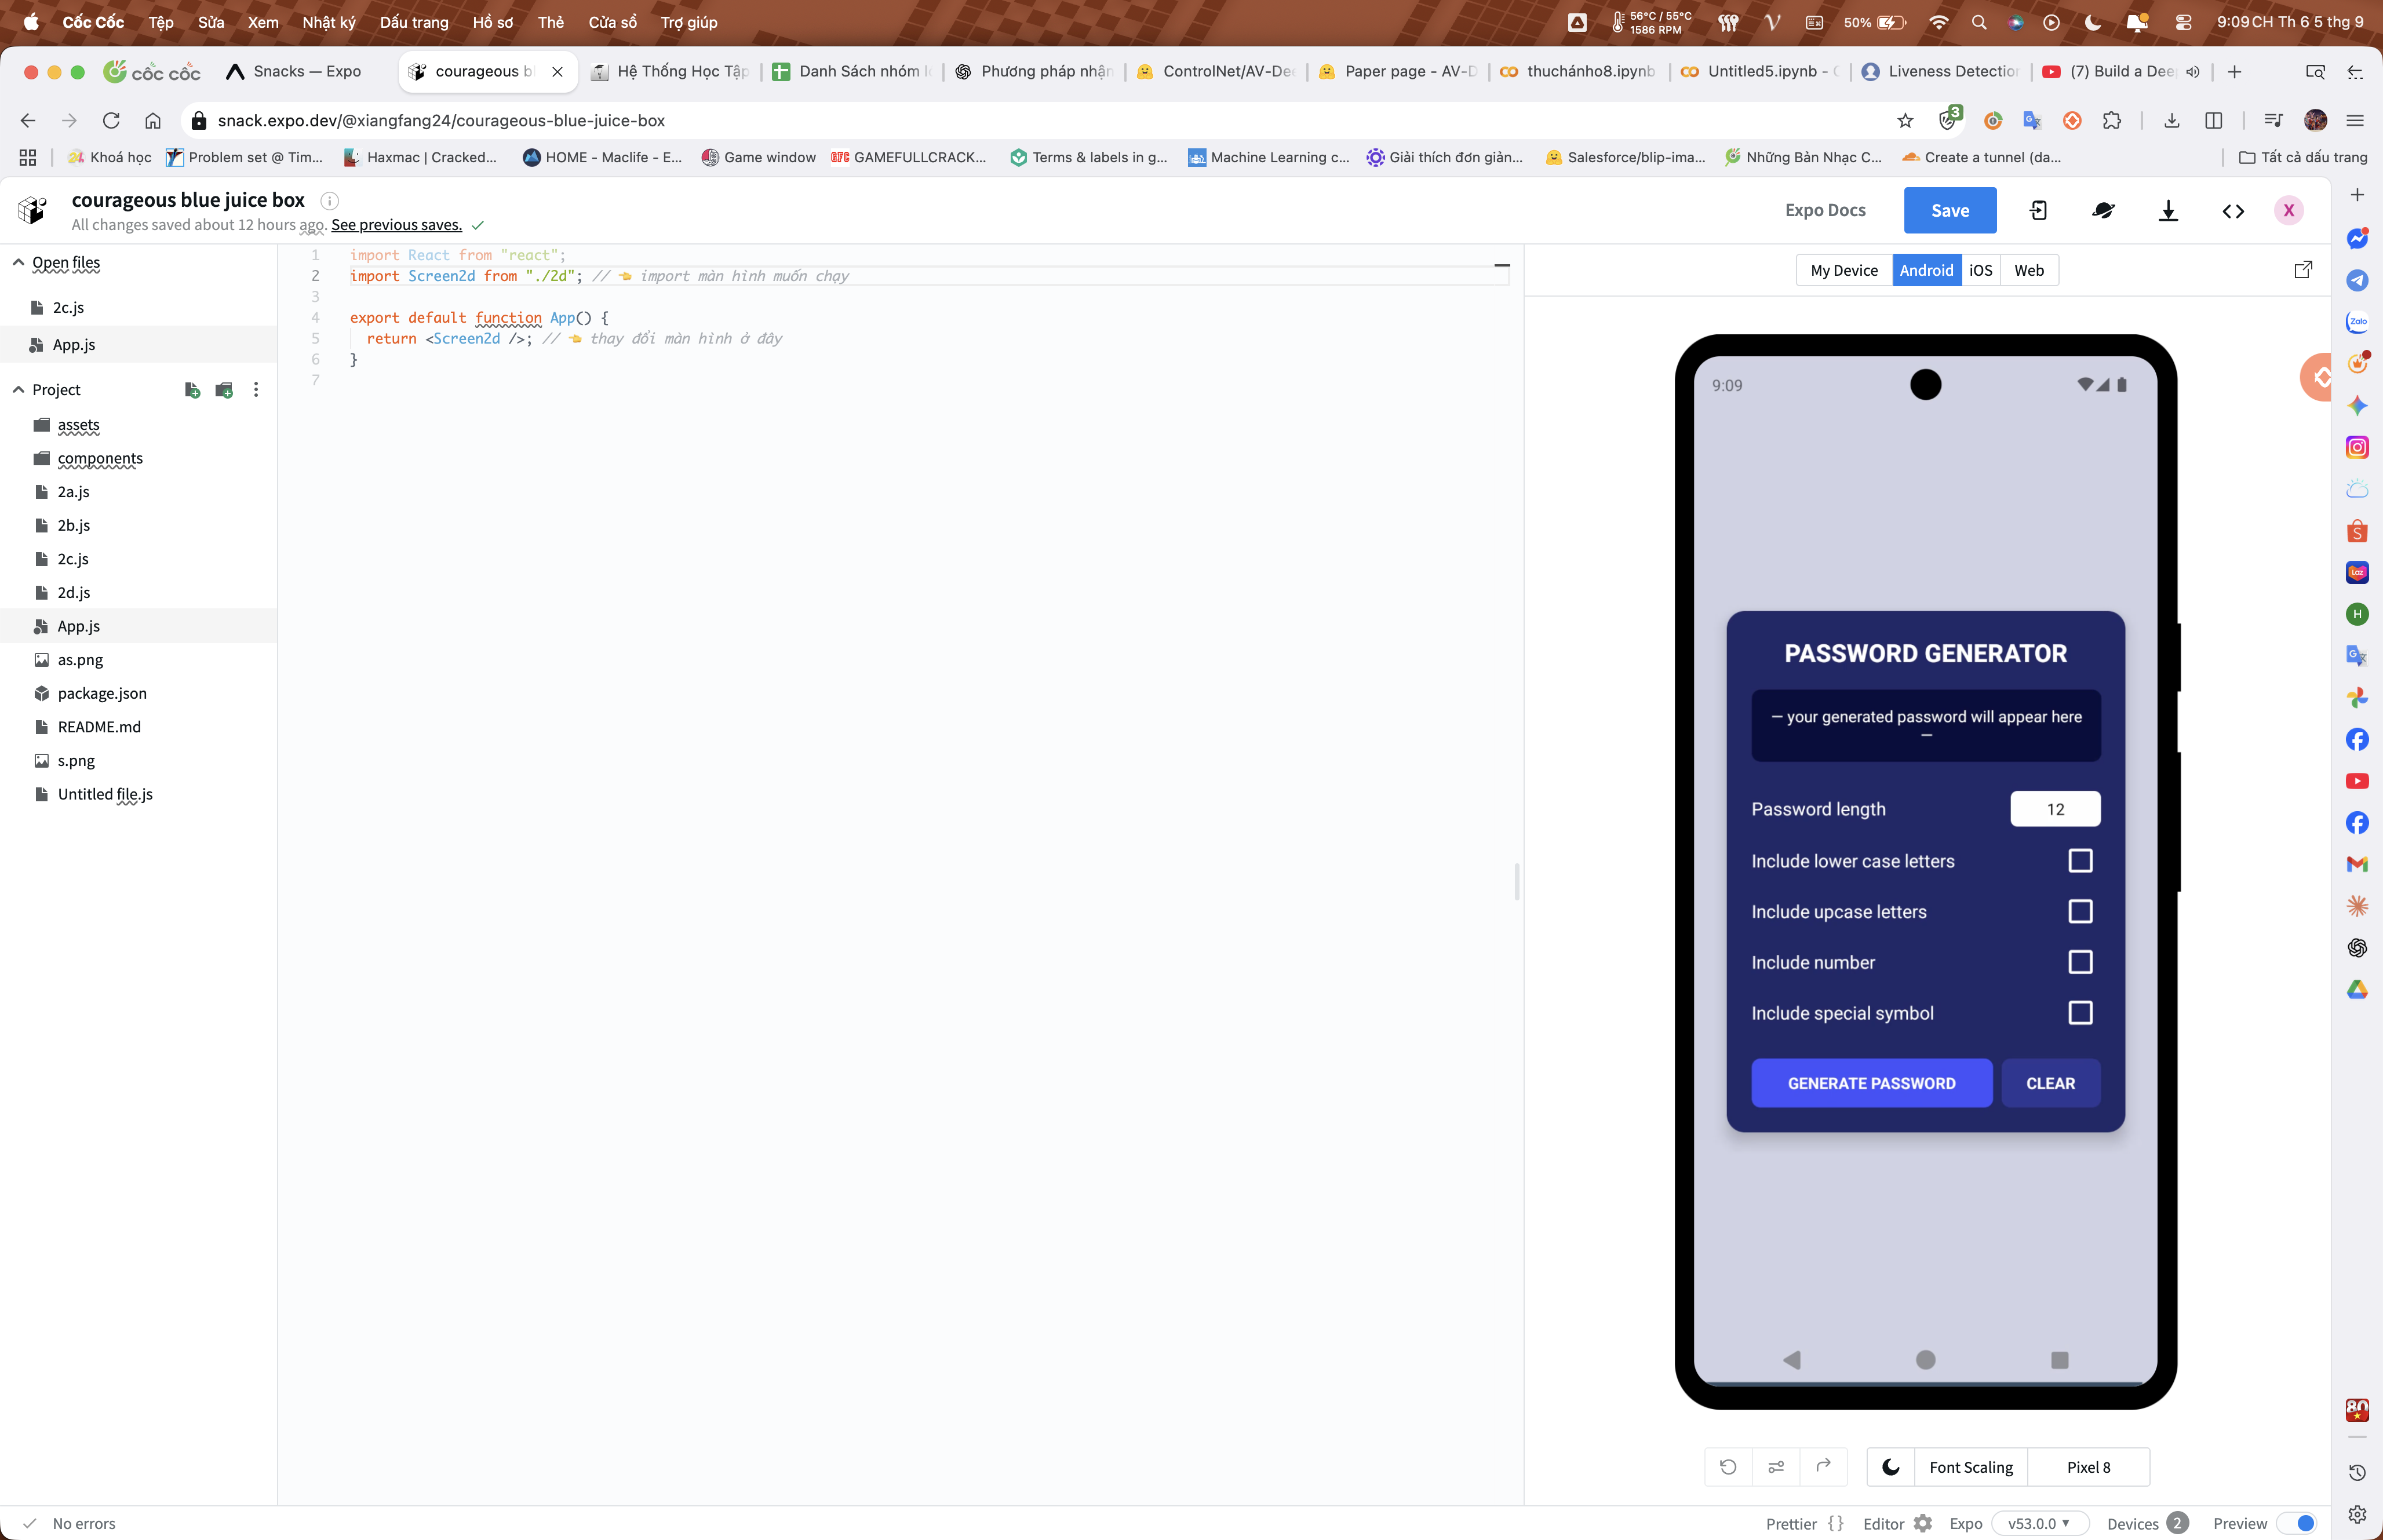 Cốc Cốc Tệp Sửa Xem Nhật ký Dấu trang Hồ sơ Thẻ Cửa sổ Trợ giúp
56°C / 55°C
1586 RPM
50%
9:09 CH Th 6 5 thg 9
cốc cốc
Snacks — Expo
courageous b
Hệ Thống Học Tập
Danh Sách nhóm l
Phương pháp nhận
ControlNet/AV-Dee
Paper page - AV-D
thuchánho8.ipynb
Untitled5.ipynb - C
Liveness Detection
(7) Build a Deep
snack.expo.dev/@xiangfang24/courageous-blue-juice-box
3
Khoá học
Problem set @ Tim...
Haxmac | Cracked...
HOME - Maclife - E...
Game window
GFC GAMEFULLCRACK...
Terms & labels in g...
Machine Learning c...
Giải thích đơn giản...
Salesforce/blip-ima...
Những Bản Nhạc C...
Create a tunnel (da...
Tất cả dấu trang
courageous blue juice box
All changes saved about 12 hours ago. See previous saves.
Expo Docs
Save
X
Open files
2c.js
App.js
Project
assets
components
2a.js
2b.js
2c.js
2d.js
App.js
as.png
package.json
README.md
s.png
Untitled file.js
1 import React from "react";
2 import Screen2d from "./2d"; // 👈 import màn hình muốn chạy
3
4 export default function App() {
5 return <Screen2d />; // 👈 thay đổi màn hình ở đây
6 }
7
My Device Android iOS Web
9:09
PASSWORD GENERATOR
— your generated password will appear here
—
Password length 12
Include lower case letters
Include upcase letters
Include number
Include special symbol
GENERATE PASSWORD CLEAR
Font Scaling
Pixel 8
Zalo
Laz
H
80
No errors
Prettier {} Editor Expo v53.0.0 Devices 2 Preview